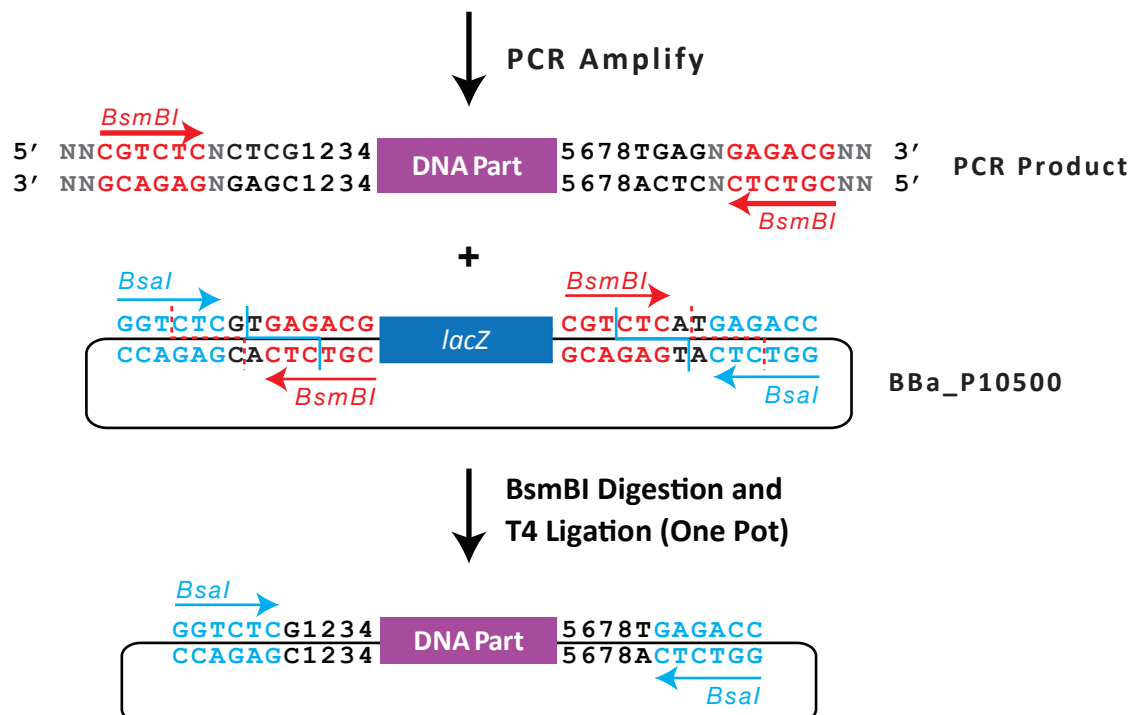 PCR Amplify
BsmBI
5’ NNCGTCTCNCTCG1234 DNA Part 5678TGAGNGAGACGNN 3’
3’ NNGCAGAGNGAGC1234 5678ACTCNCTCTGCNN 5’
PCR Product
BsmBI
+
BsaI BsmBI
GGTCTCGTGAGACG lacZ CGTCTCATGAGACC
CCAGAGCACTCTGC GCAGAGTACTCTGG
BsmBI BsaI
BBa_P10500
BsmBI Digestion and
T4 Ligation (One Pot)
BsaI
GGTCTCG1234 DNA Part 5678TGAGACC
CCAGAGC1234 5678ACTCTGG
BsaI